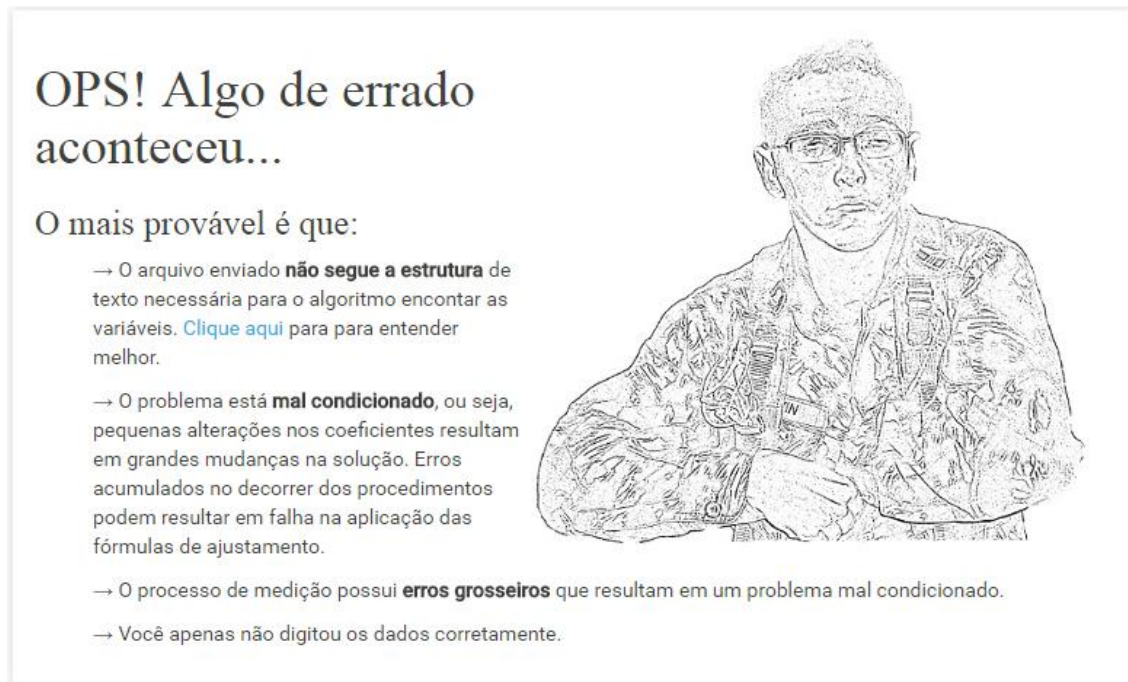 OPS! Algo de errado
aconteceu...
O mais provável é que:
→ O arquivo enviado não segue a estrutura de
texto necessária para o algoritmo encontar as
variáveis. Clique aqui para para entender
melhor.
→ O problema está mal condicionado, ou seja,
pequenas alterações nos coeficientes resultam
em grandes mudanças na solução. Erros
acumulados no decorrer dos procedimentos
podem resultar em falha na aplicação das
fórmulas de ajustamento.
→ O processo de medição possui erros grosseiros que resultam em um problema mal condicionado.
→ Você apenas não digitou os dados corretamente.